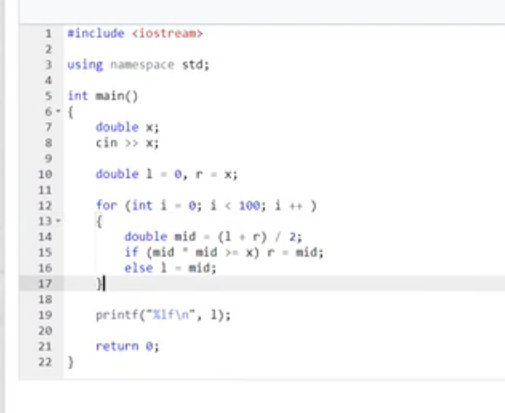 1 #include <iostream>
2
3 using namespace std;
4
5 int main()
6 {
7 double x;
8 cin >> x;
9
10 double l = 0, r = x;
11
12 for (int i = 0; i < 100; i ++ )
13 {
14 double mid = (l + r) / 2;
15 if (mid * mid >= x) r = mid;
16 else l = mid;
17 }
18
19 printf("%lf\n", l);
20
21 return 0;
22 }